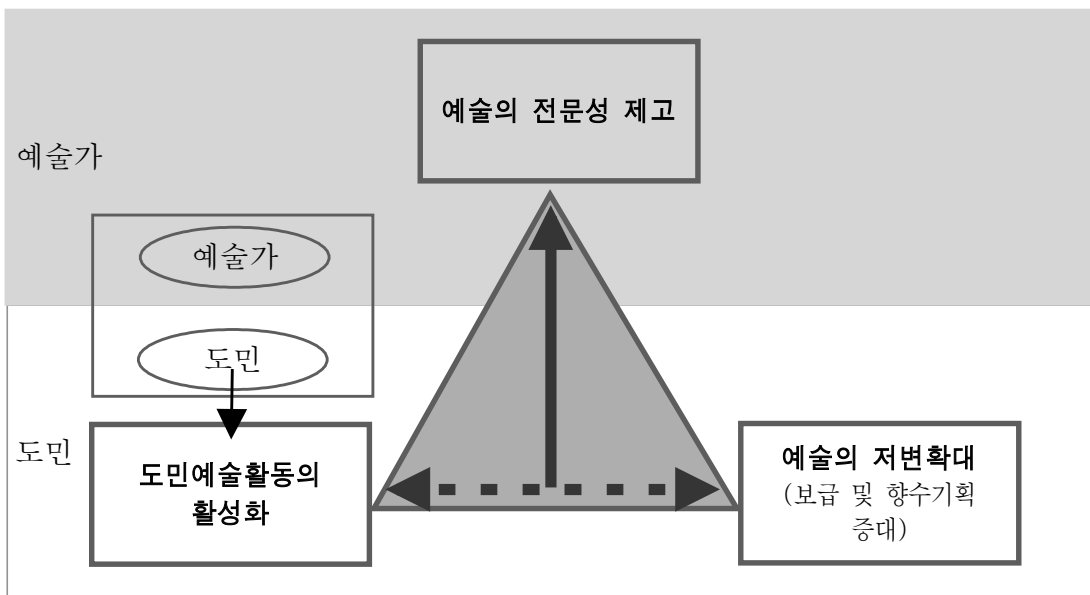 예술의 전문성 제고
예술가
예술가
도민
도민
도민예술활동의
활성화
예술의 저변확대
(보급 및 향수기획
증대)